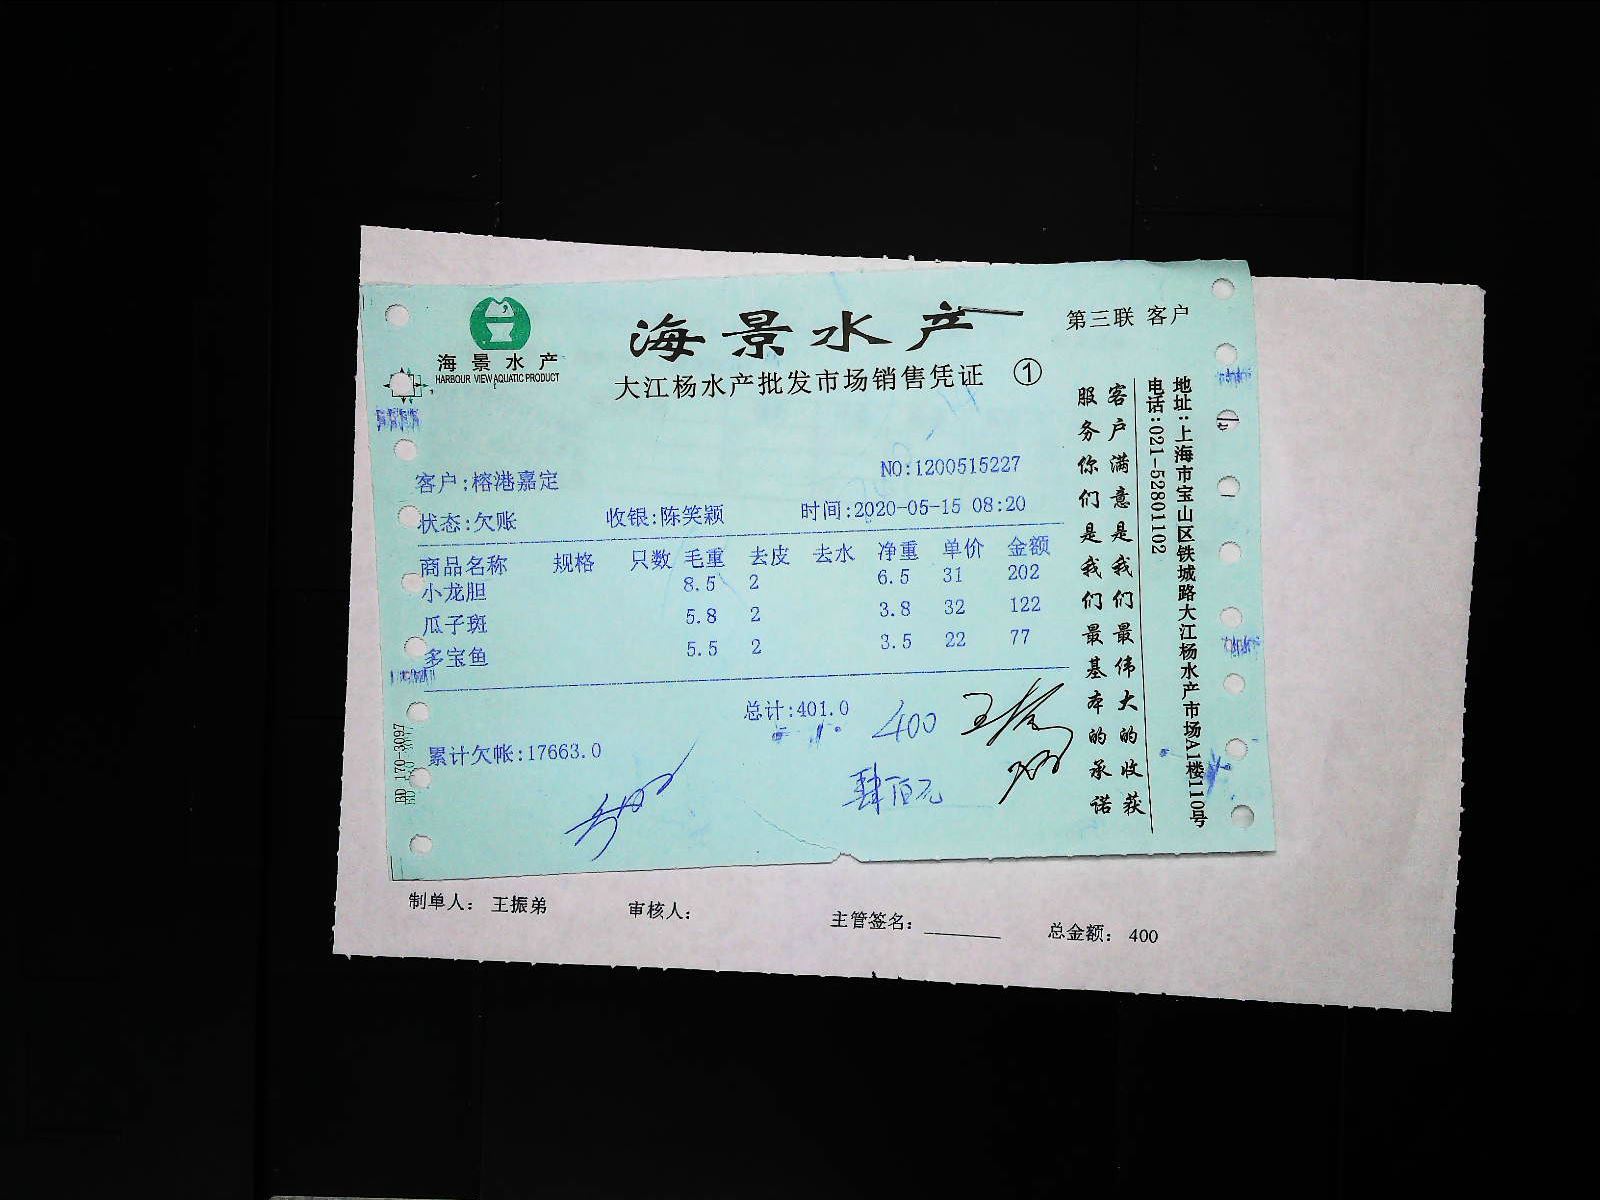 海景水产
HARBOUR VIEW AQUATIC PRODUCT
海景水产
第三联 客户
大江杨水产批发市场销售凭证 ①
客户;榕港嘉定
NO:1200515227
状态:欠账 收银:陈笑颖 时间:2020-05-15 08:20
商品名称 规格 只数 毛重 去皮 去水 净重 单价 金额
小龙胆 8.5 2 6.5 31 202
瓜子斑 5.8 2 3.8 32 122
多宝鱼 5.5 2 3.5 22 77
总计:401.0
400
累计欠帐:17663.0
肆佰元
客户满意是我们最伟大的收获
服务你们是我们最基本的承诺
地址:上海市宝山区铁城路大江杨水产市场A1楼110号
电话:021-52801102
BD 170-3097
制单人: 王振弟 审核人: 主管签名: 总金额: 400